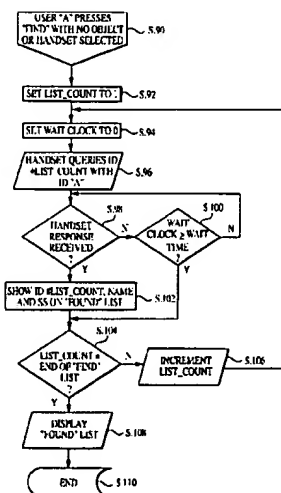 USER "A" PRESSES
"FIND" WITH NO OBJECT
OR HANDSET SELECTED
S.90
SET LIST_COUNT TO 1
S.92
SET WAIT CLOCK TO 0
S.94
HANDSET QUERIES ID
#LIST_COUNT WITH
ID "A"
S.96
HANDSET
RESPONSE
RECEIVED
?
S.98
N
Y
WAIT
CLOCK ≥ WAIT
TIME
?
S.100
N
Y
SHOW ID #LIST_COUNT, NAME
AND SS ON "FOUND" LIST
S.102
LIST_COUNT =
END OF "FIND"
LIST
?
S.104
N
Y
INCREMENT
LIST_COUNT
S.106
DISPLAY
"FOUND" LIST
S.108
END
S.110